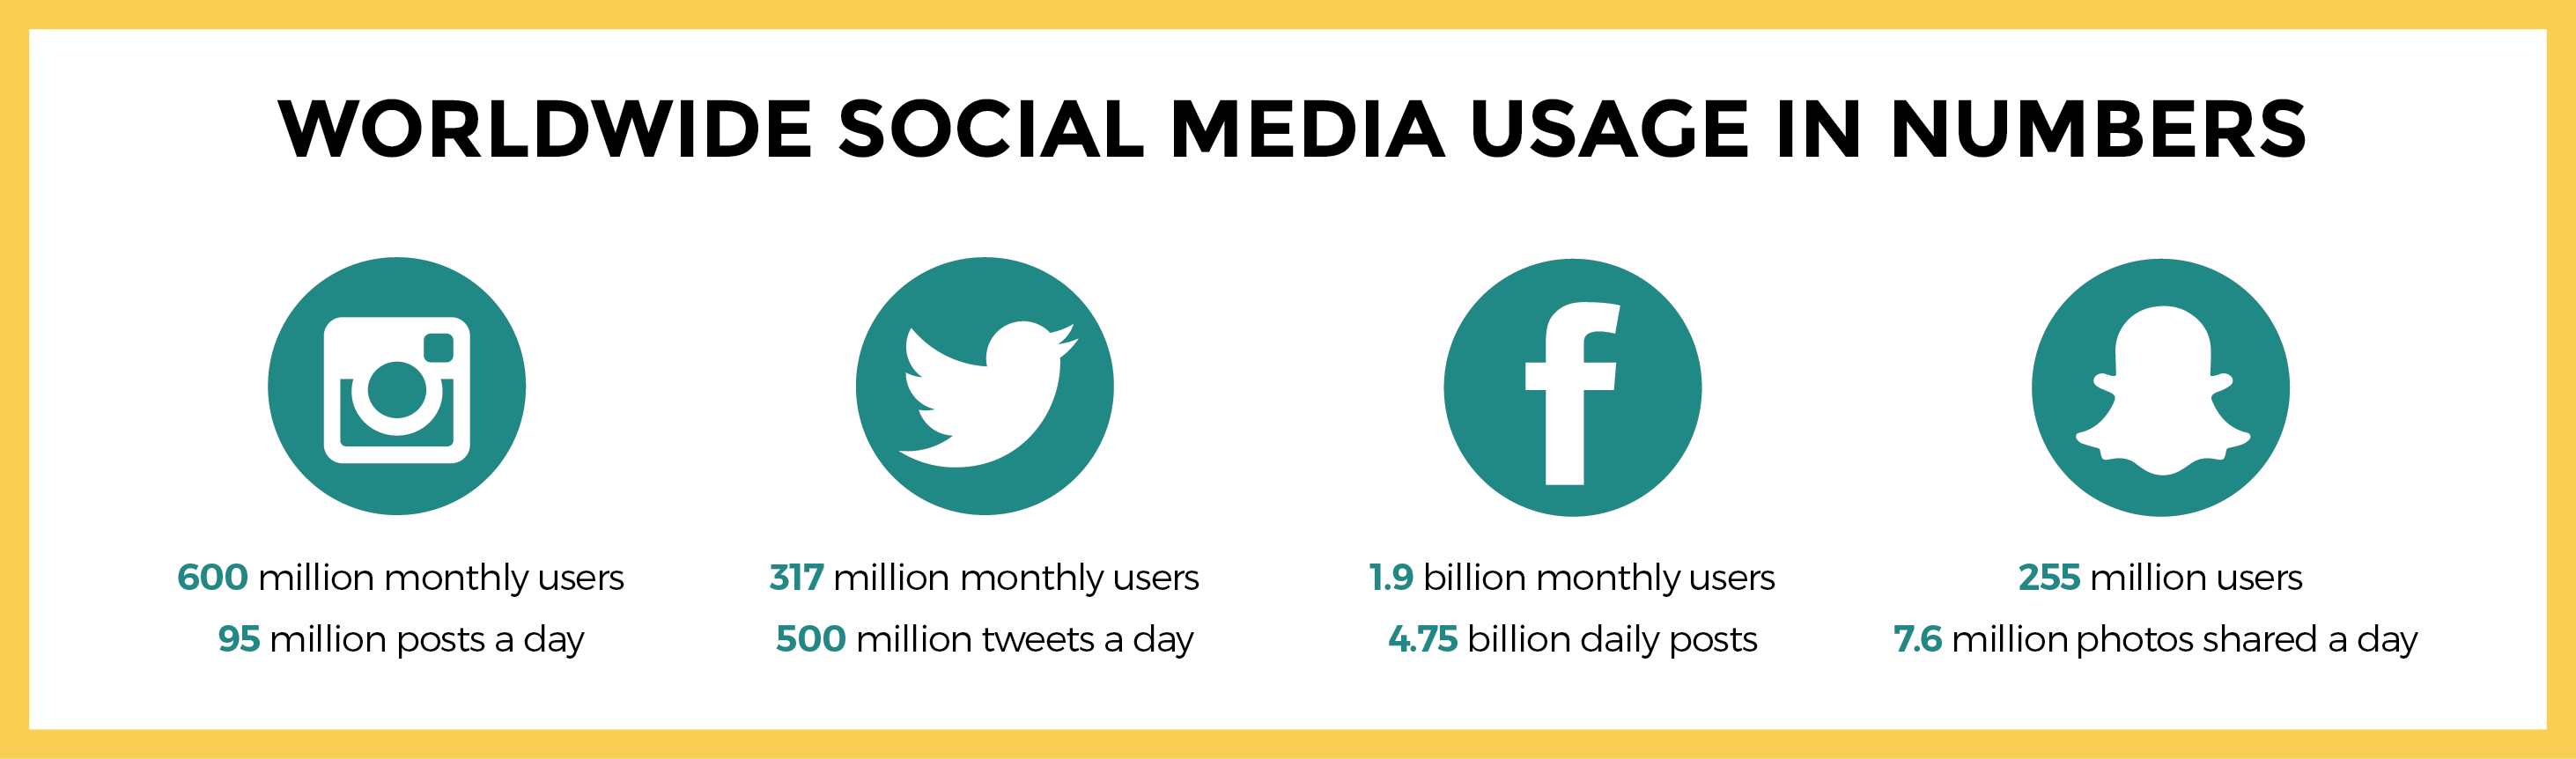 WORLDWIDE SOCIAL MEDIA USAGE IN NUMBERS
600 million monthly users
95 million posts a day
317 million monthly users
500 million tweets a day
1.9 billion monthly users
4.75 billion daily posts
255 million users
7.6 million photos shared a day